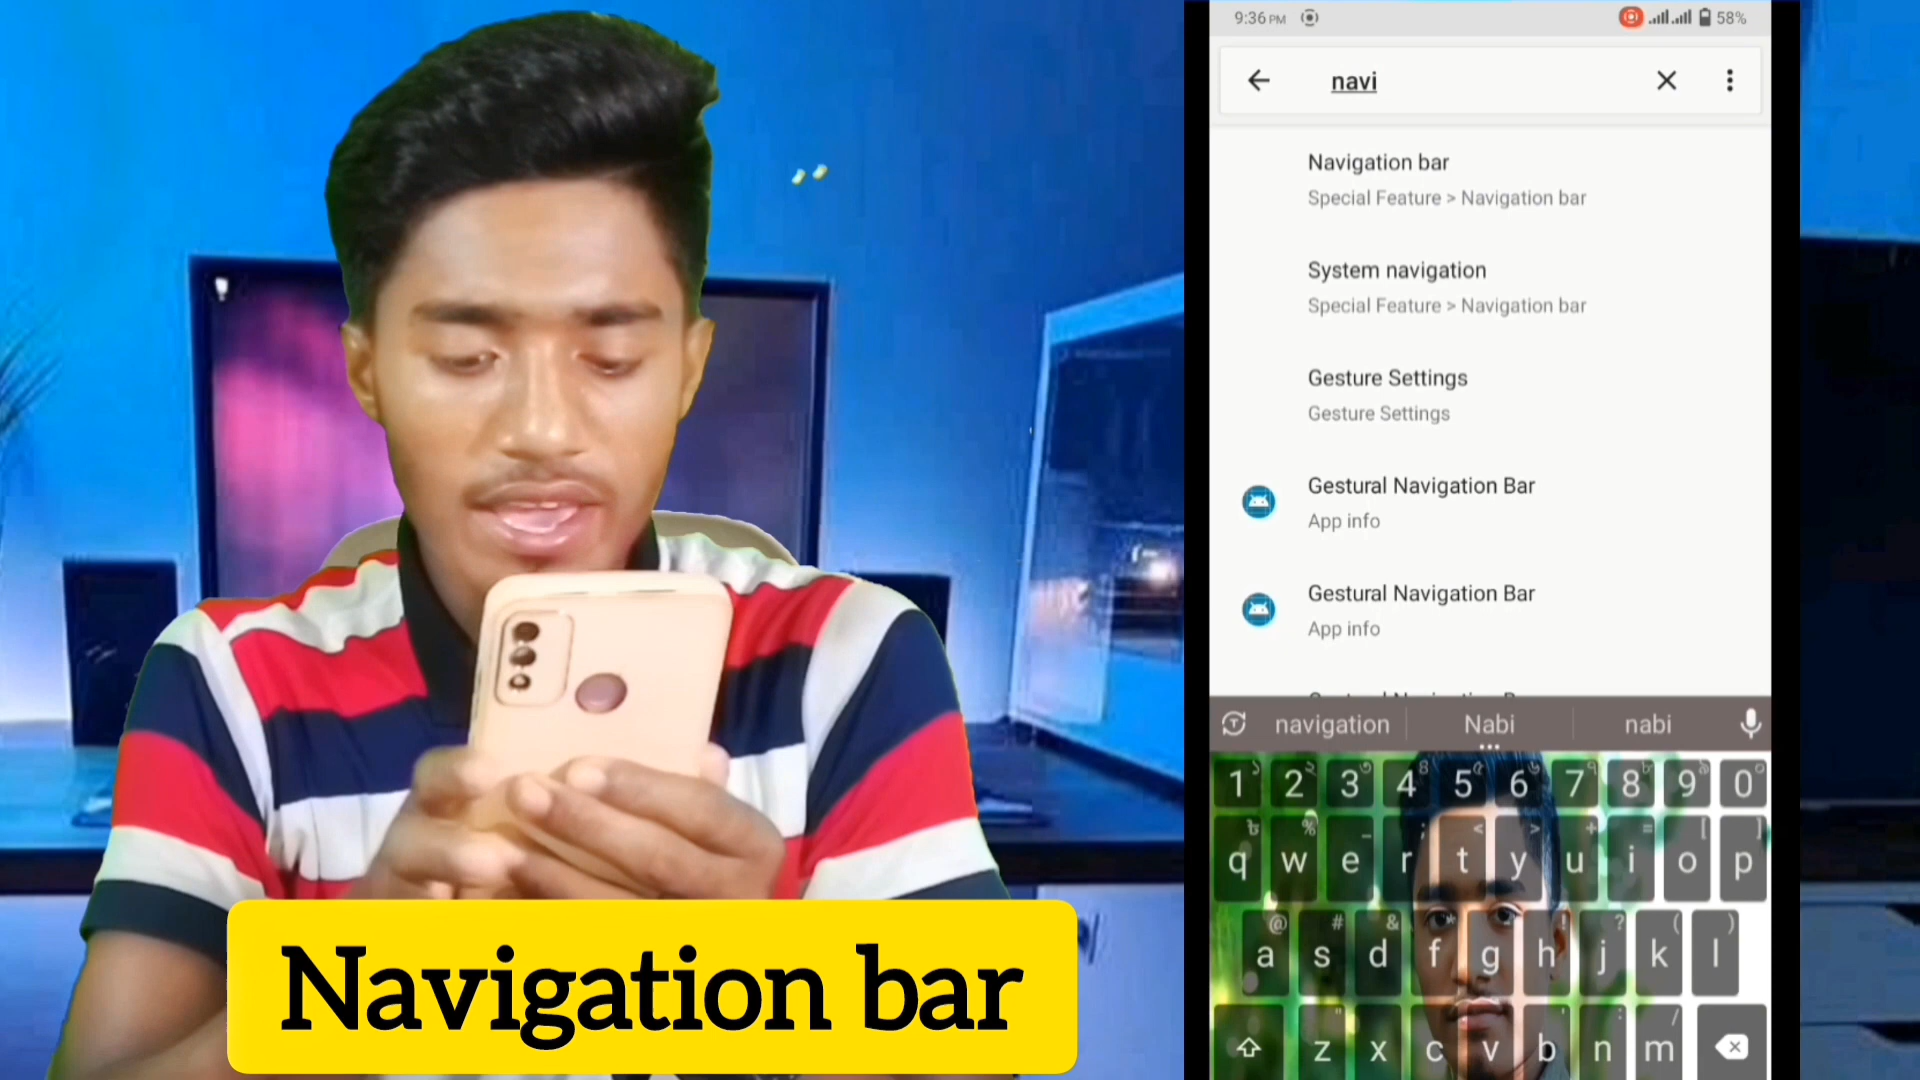 9:36 PM
58%
navi
Navigation bar
Special Feature > Navigation bar
System navigation
Special Feature > Navigation bar
Gesture Settings
Gesture Settings
Gestural Navigation Bar
App info
Gestural Navigation Bar
App info
navigation Nabi nabi
1 2 3 4 5 6 7 8 9 0
q w e r t y u i o p
a s d f g h j k l
z x c v b n m
Navigation bar